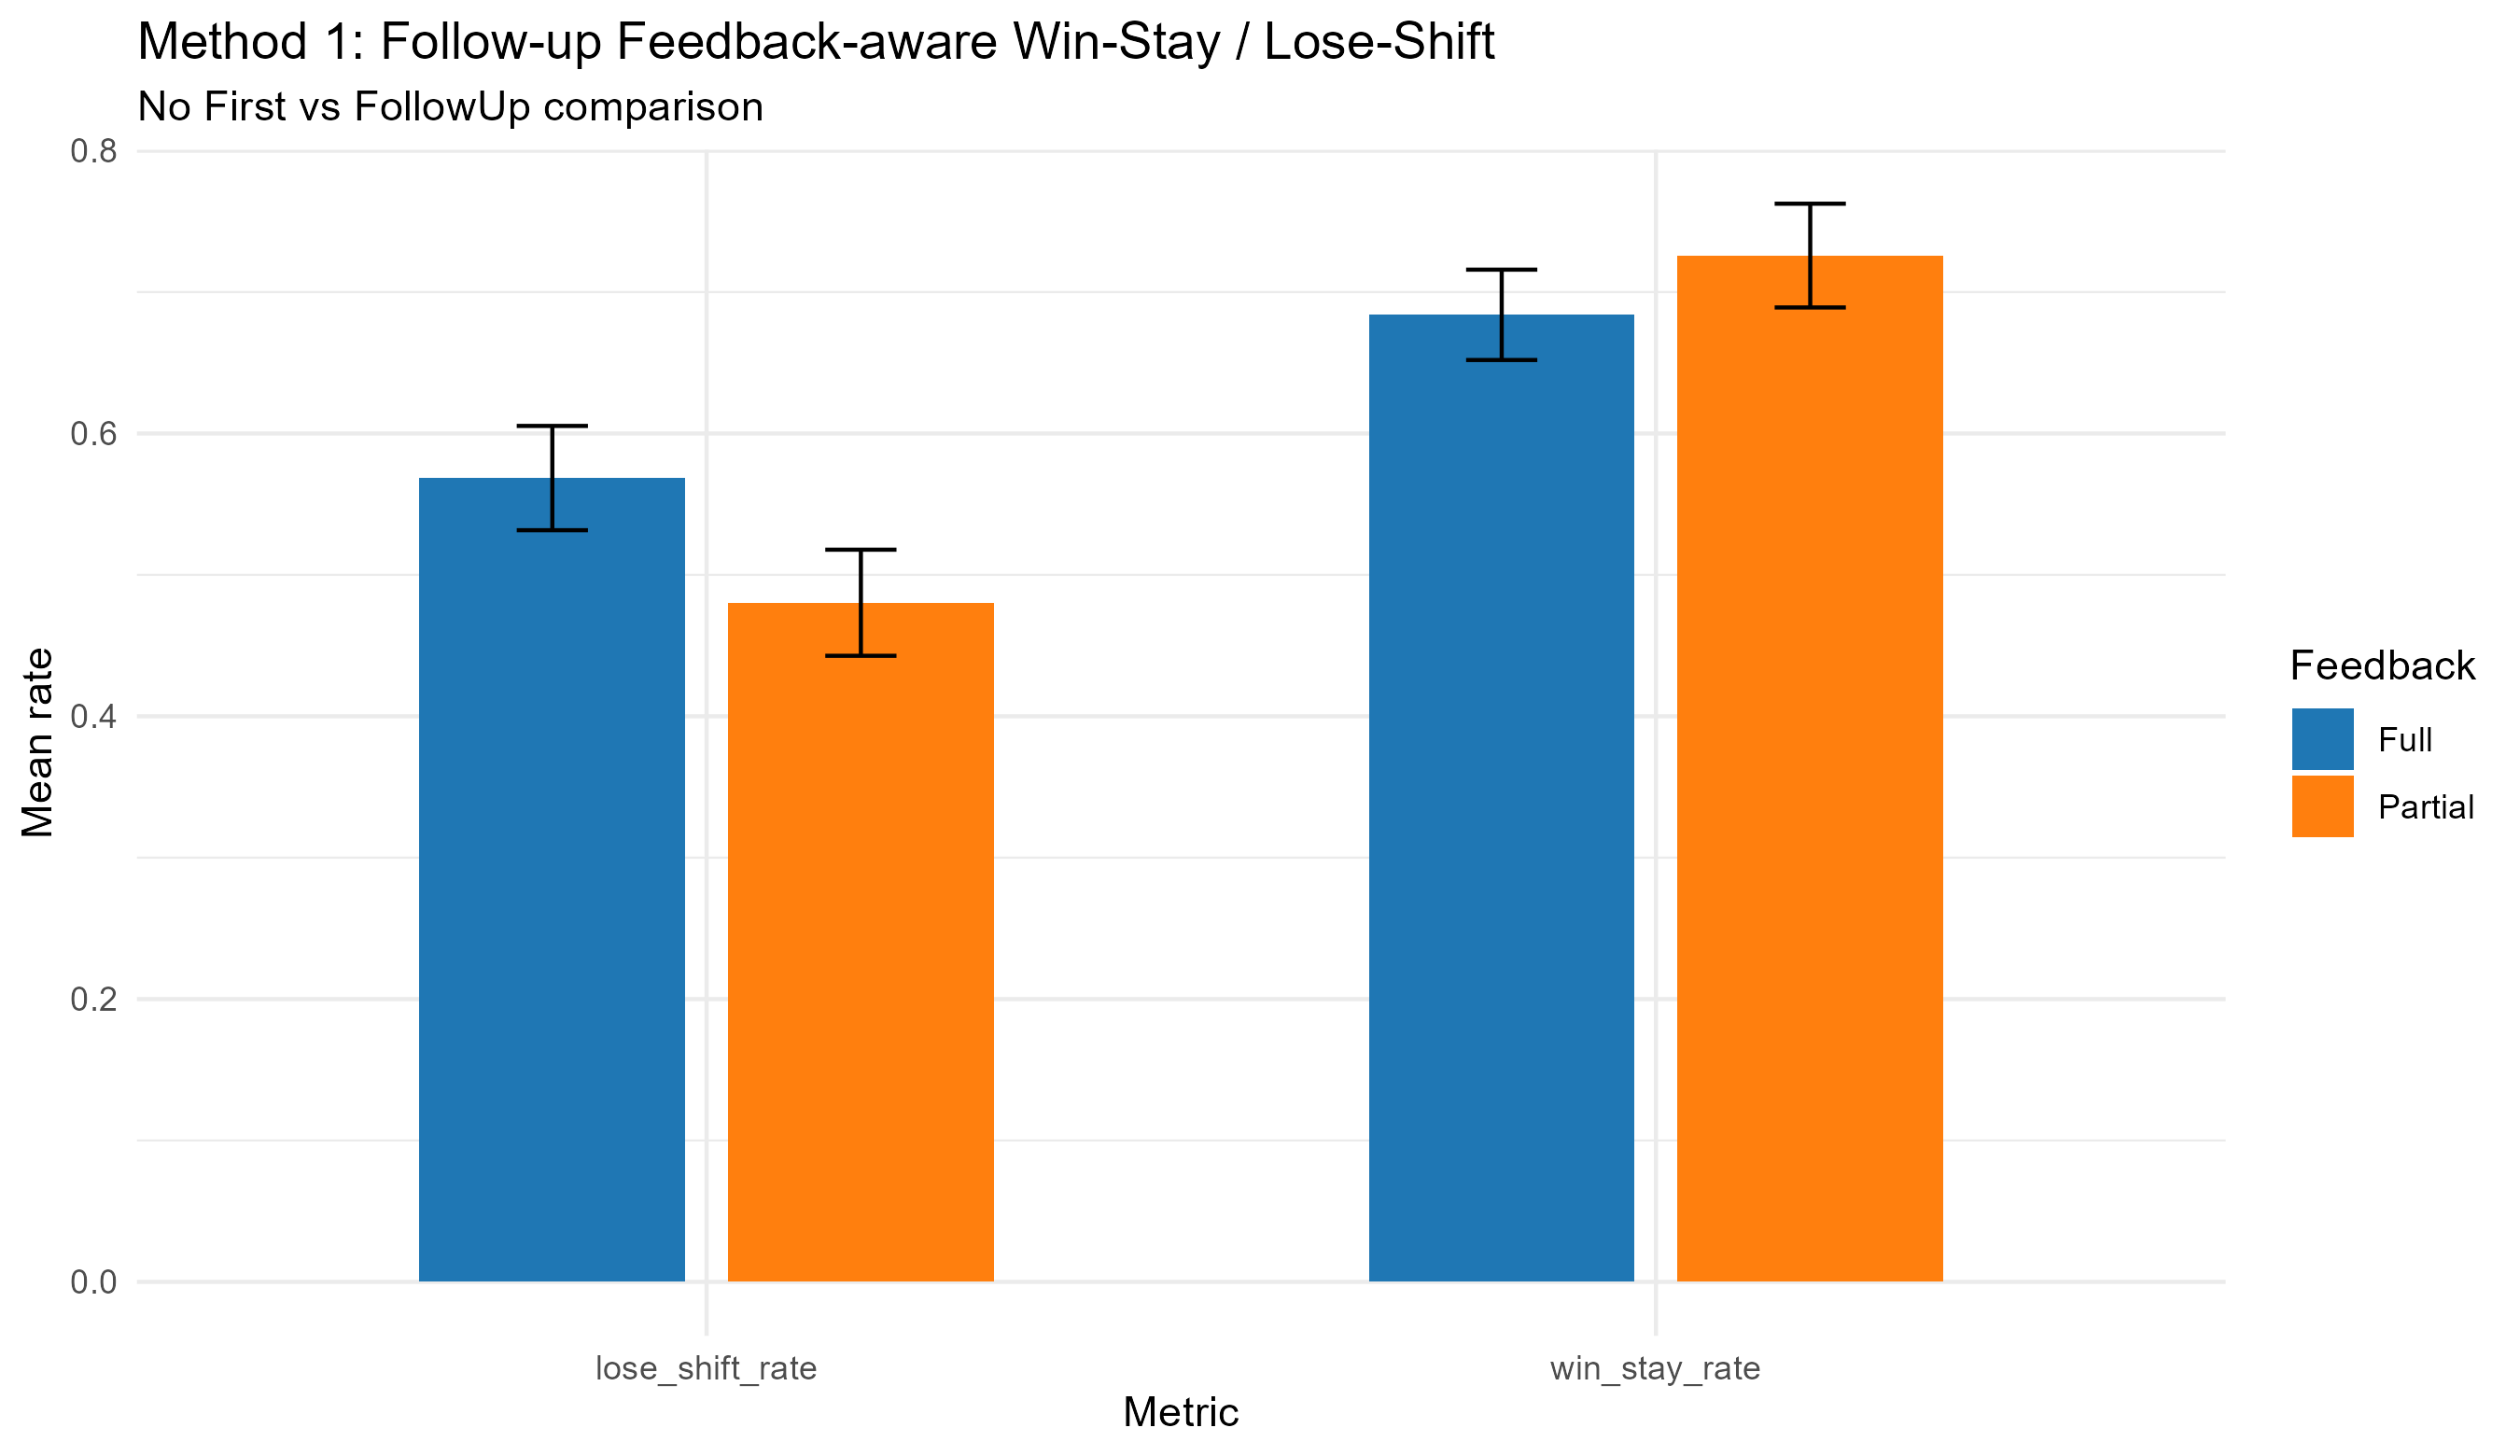 Method 1: Follow-up Feedback-aware Win-Stay / Lose-Shift
No First vs FollowUp comparison
0.8
0.6
0.4
0.2
0.0
Mean rate
lose_shift_rate
win_stay_rate
Metric
Feedback
Full
Partial